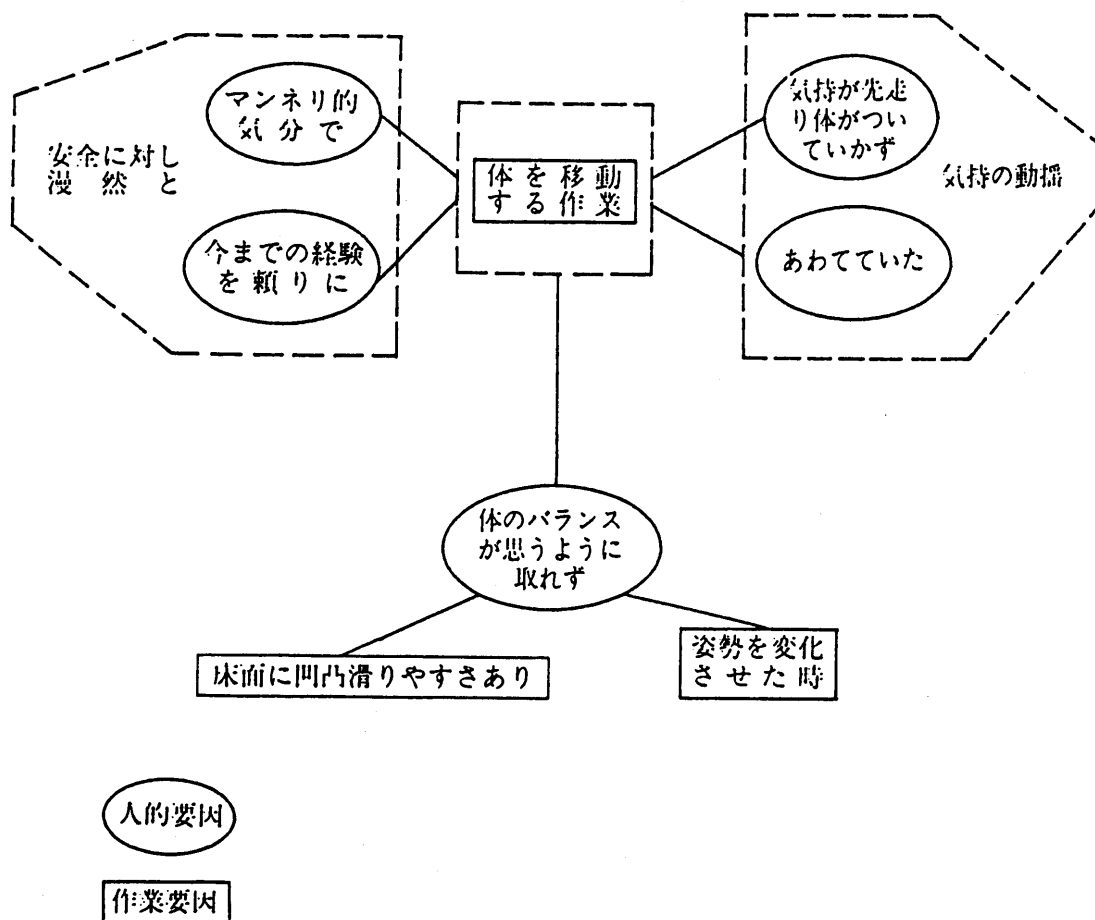 マンネリ的
気分で
安全に対し
漫然と
今までの経験
を頼りに
体を移動
する作業
気持が先走
り体がつい
ていかず
気持の動揺
あわてていた
体のバランス
が思うように
取れず
床面に凹凸滑りやすさあり
姿勢を変化
させた時
人的要因
作業要因